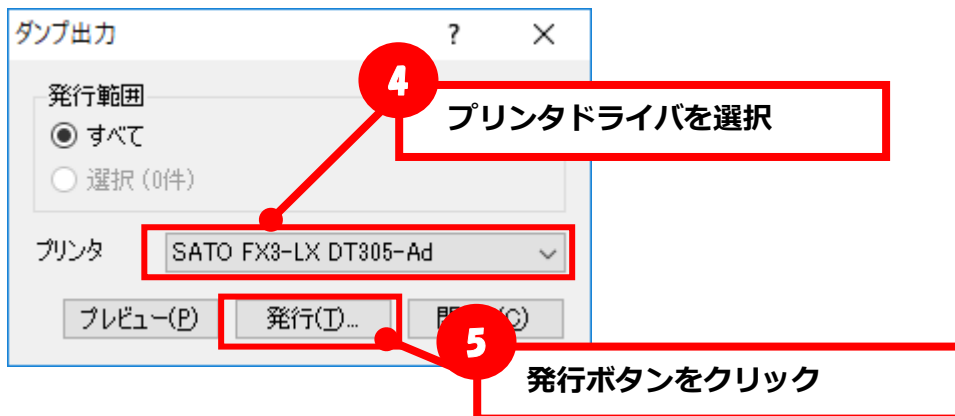 ダンプ出力 ? ×
発行範囲
すべて
選択 (0件)
4
プリンタドライバを選択
プリンタ SATO FX3-LX DT305-Ad
プレビュー(P) 発行(T)... (C)
5
発行ボタンをクリック